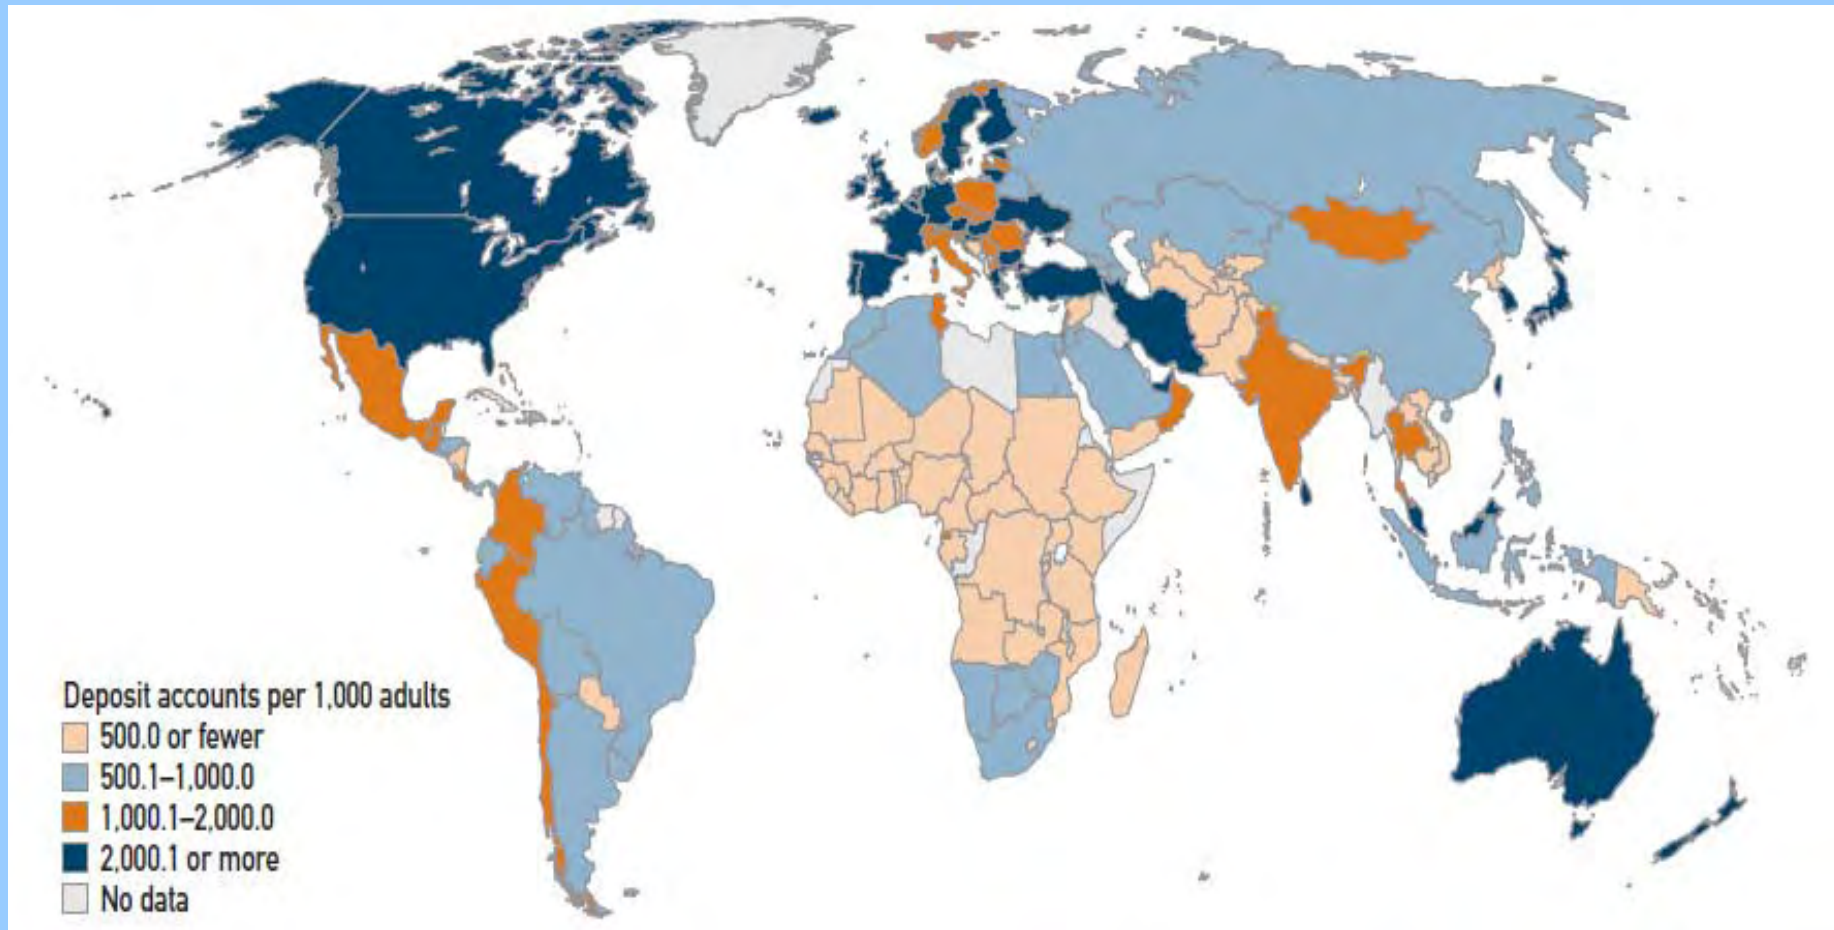 Deposit accounts per 1,000 adults
500.0 or fewer
500.1–1,000.0
1,000.1–2,000.0
2,000.1 or more
No data